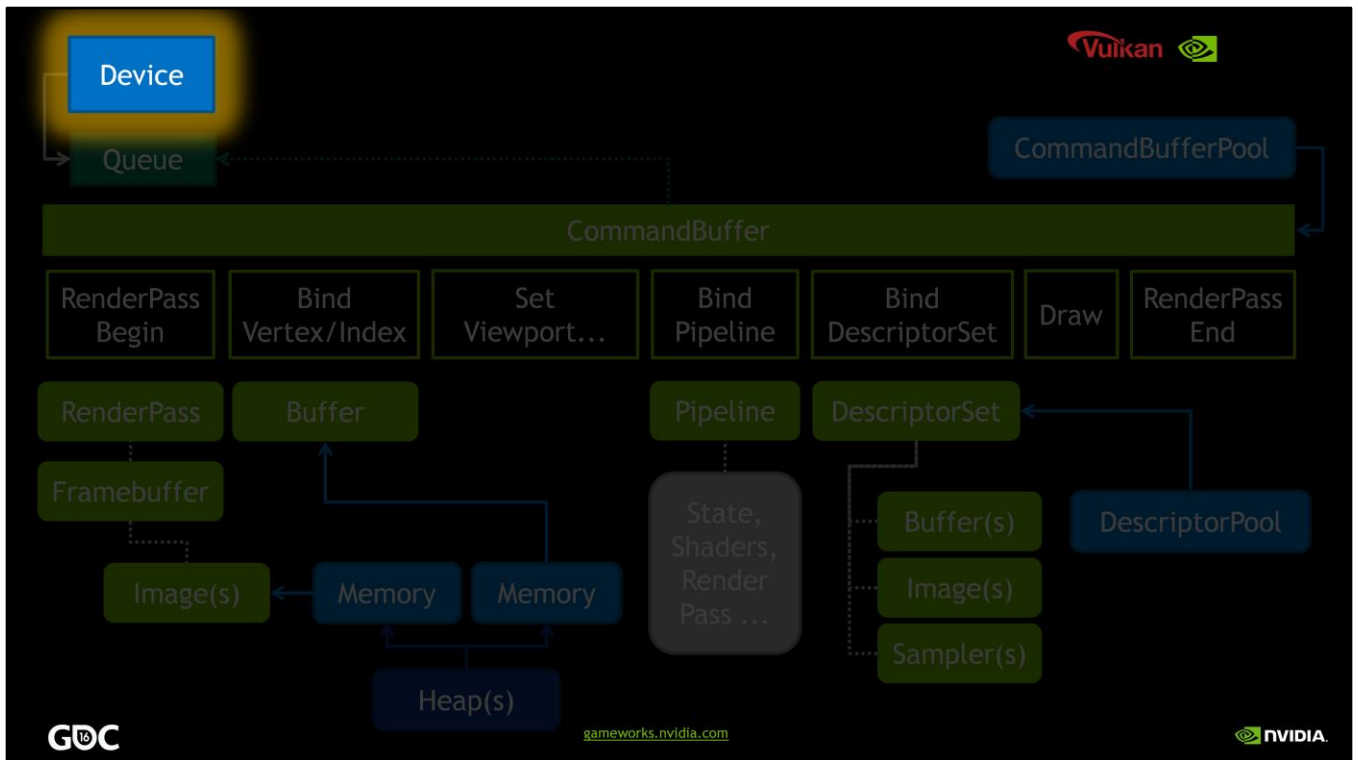 Device
Vulkan
Queue
CommandBufferPool
CommandBuffer
RenderPass
Begin
Bind
Vertex/Index
Set
Viewport...
Bind
Pipeline
Bind
DescriptorSet
Draw
RenderPass
End
RenderPass
Buffer
Pipeline
DescriptorSet
Framebuffer
State,
Shaders,
Render
Pass ...
Buffer(s)
DescriptorPool
Image(s)
Memory
Memory
Image(s)
Sampler(s)
Heap(s)
GDC 16
gameworks.nvidia.com
NVIDIA.